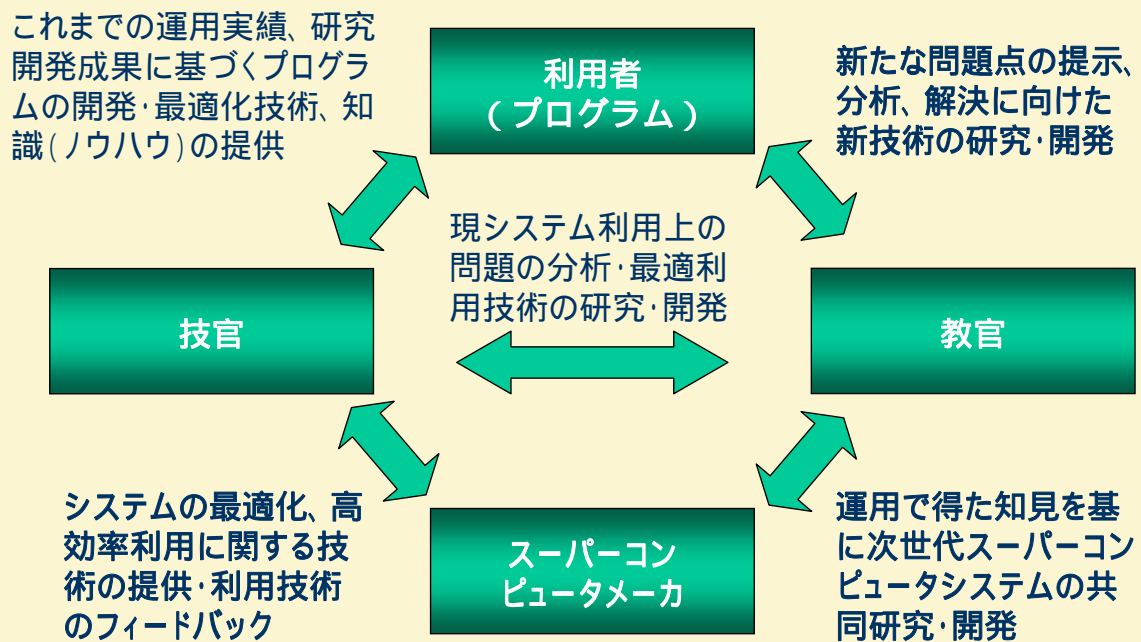 これまでの運用実績、研究
開発成果に基づくプログラ
ムの開発･最適化技術、知
識(ノウハウ)の提供
利用者
(プログラム)
新たな問題点の提示、
分析、解決に向けた
新技術の研究･開発
現システム利用上の
問題の分析･最適利
用技術の研究･開発
技官
教官
システムの最適化、高
効率利用に関する技
術の提供･利用技術
のフィードバック
スーパーコン
ピュータメーカ
運用で得た知見を基
に次世代スーパーコン
ピュータシステムの共
同研究･開発